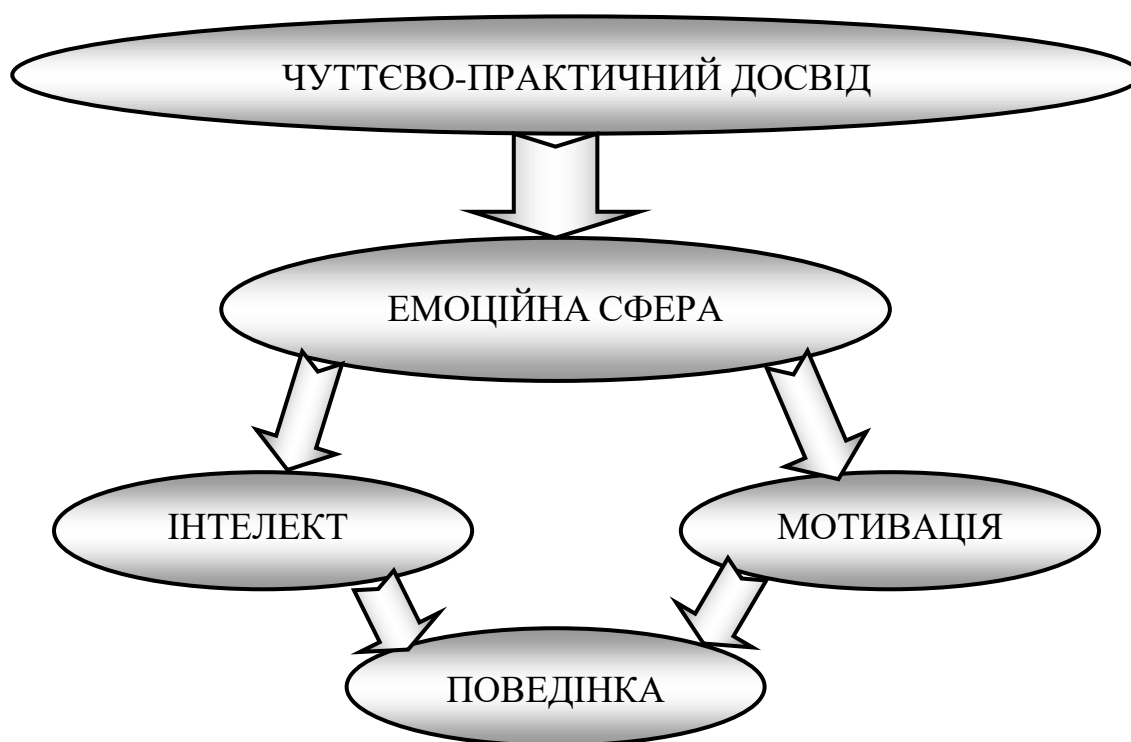 ЧУТТЄВО-ПРАКТИЧНИЙ ДОСВІД
ЕМОЦІЙНА СФЕРА
ІНТЕЛЕКТ
МОТИВАЦІЯ
ПОВЕДІНКА